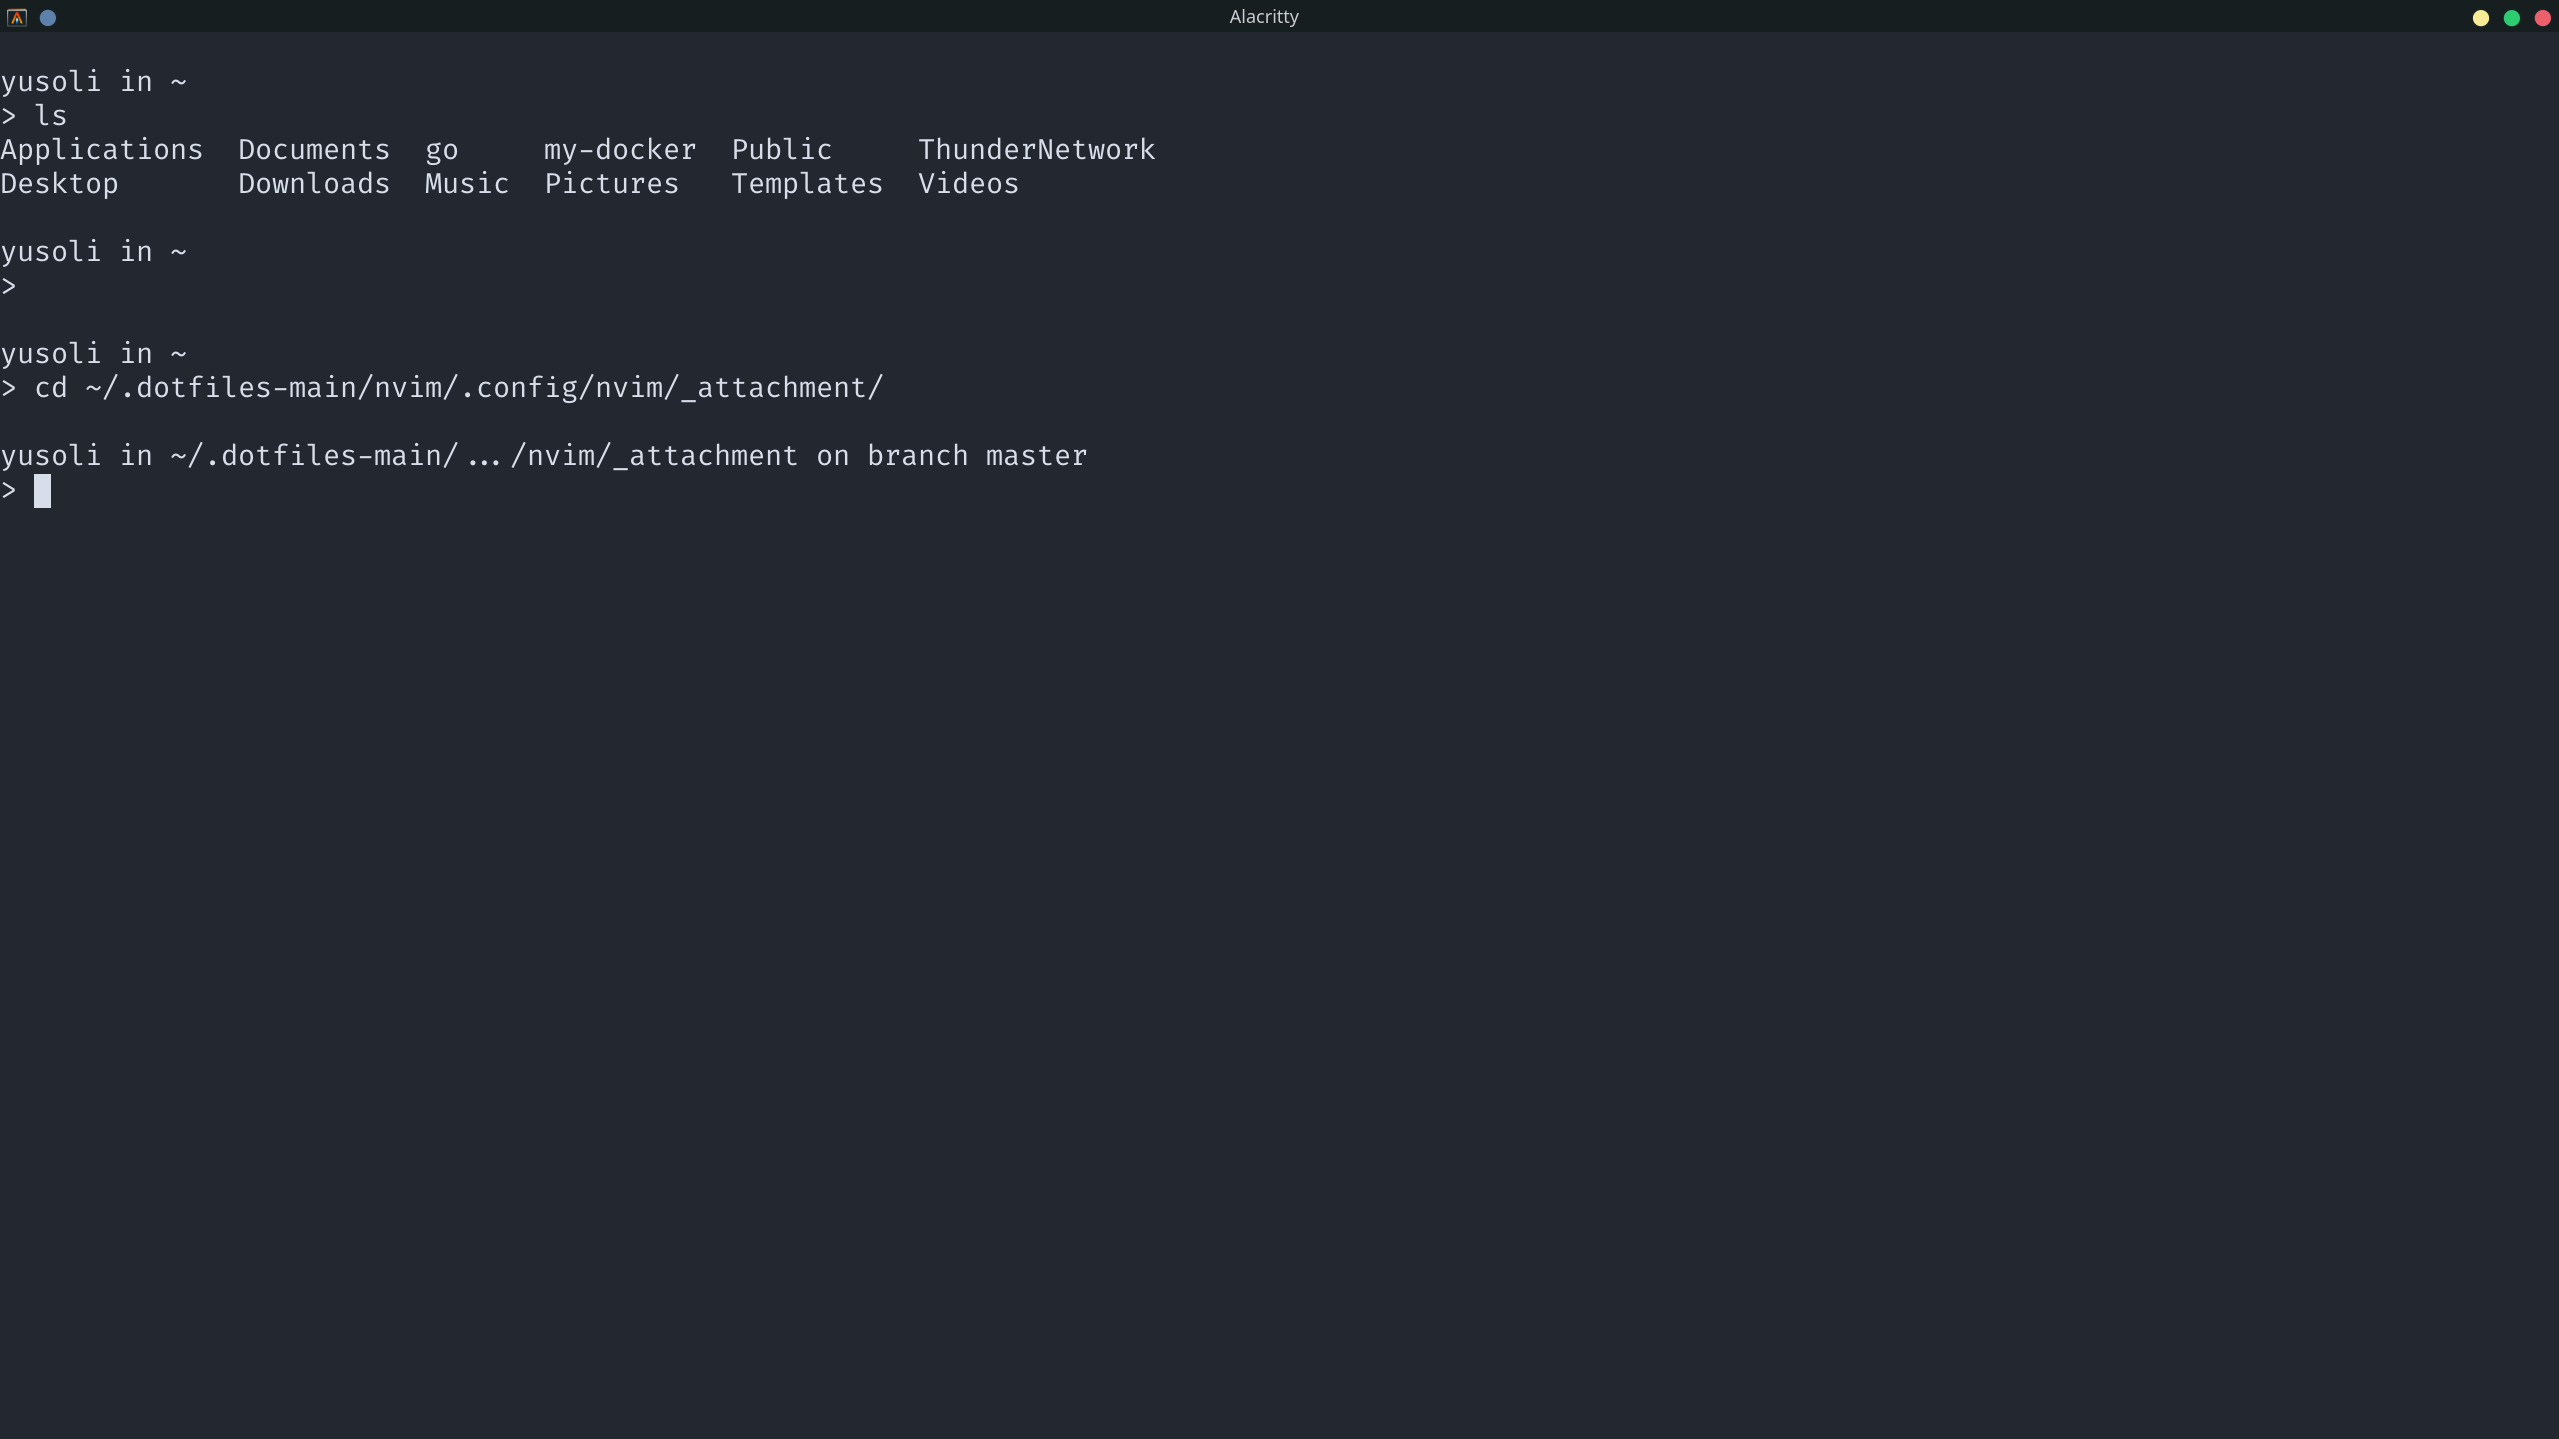 Alacritty
yusoli in ~
> ls
Applications  Documents  go     my-docker  Public     ThunderNetwork
Desktop       Downloads  Music  Pictures   Templates  Videos
yusoli in ~
>
yusoli in ~
> cd ~/.dotfiles-main/nvim/.config/nvim/_attachment/
yusoli in ~/.dotfiles-main/.../nvim/_attachment on branch master
>